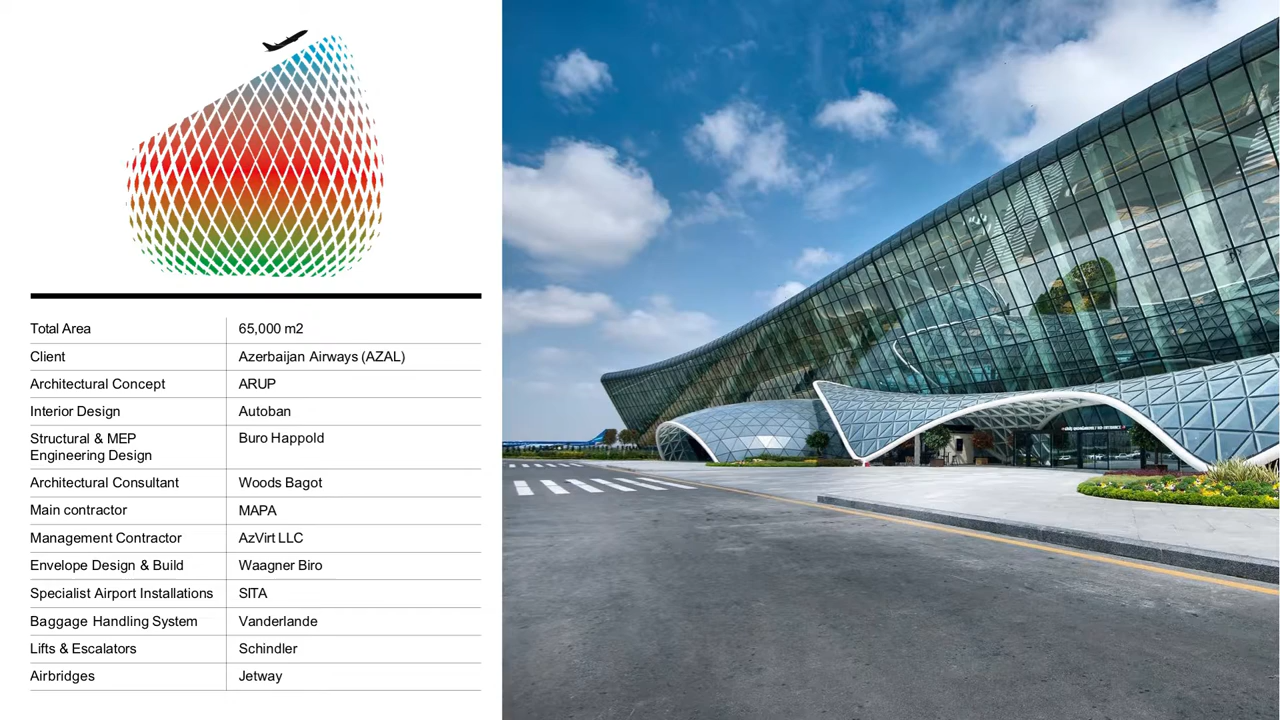 Total Area 65,000 m2
Client Azerbaijan Airways (AZAL)
Architectural Concept ARUP
Interior Design Autoban
Structural & MEP Buro Happold
Engineering Design
Architectural Consultant Woods Bagot
Main contractor MAPA
Management Contractor AzVirt LLC
Envelope Design & Build Waagner Biro
Specialist Airport Installations SITA
Baggage Handling System Vanderlande
Lifts & Escalators Schindler
Airbridges Jetway